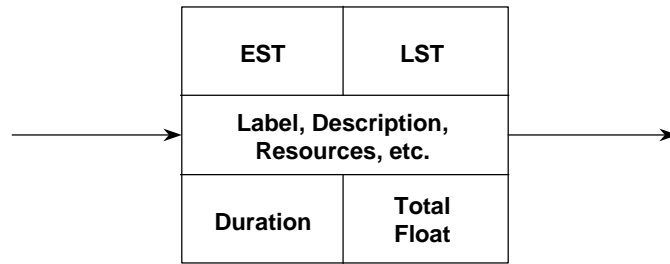 EST
LST
Label, Description,
Resources, etc.
Duration
Total
Float